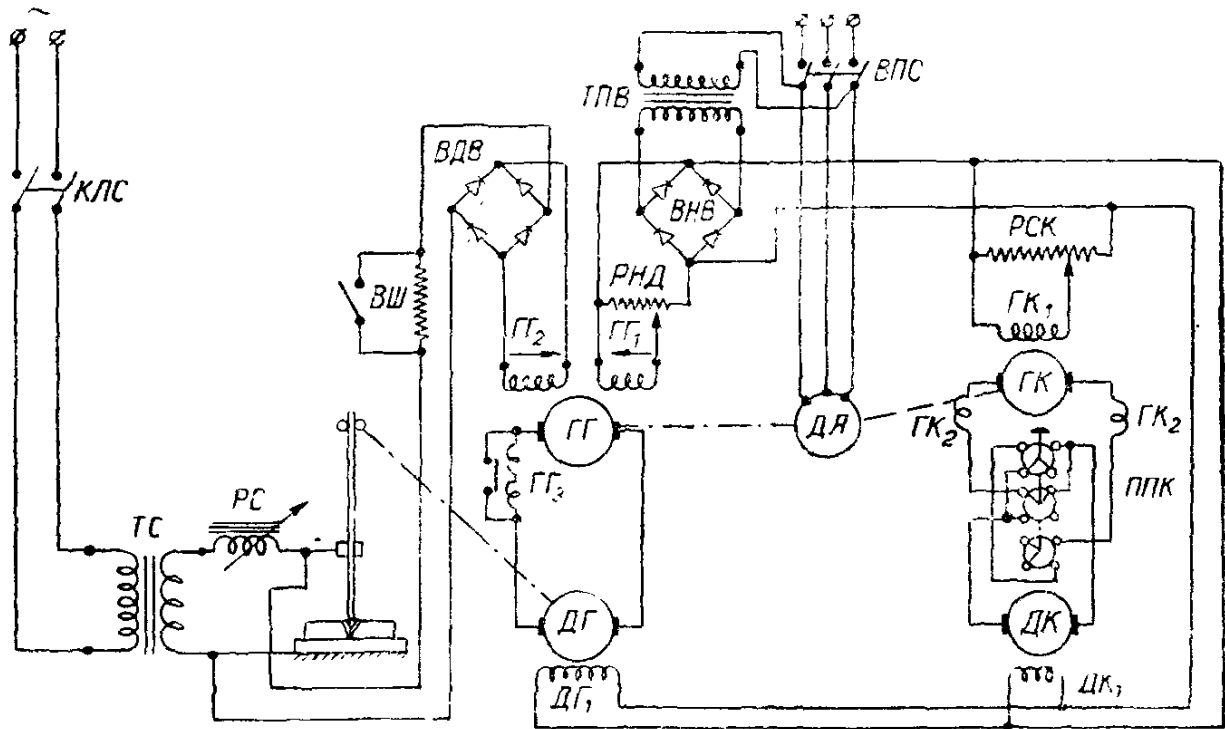 ~
КЛС
ТПВ
ВПС
ВДВ
ВНВ
РСК
ВШ
РНД
ГГ₂
ГГ₁
ГК₁
ГГ
ДЯ
ГК
ГК₂
ГК₂
ГГ₃
ППК
РС
ТС
ДГ
ДК
ДГ₁
ДК₁